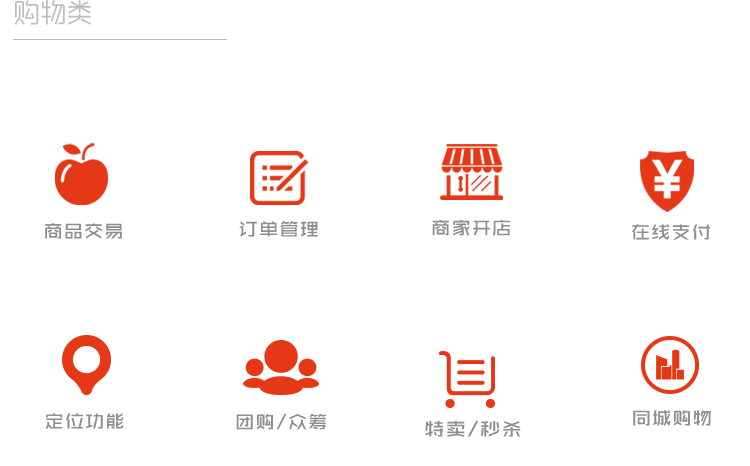 购物类
商品交易
订单管理
商家开店
在线支付
定位功能
团购/众筹
特卖/秒杀
同城购物